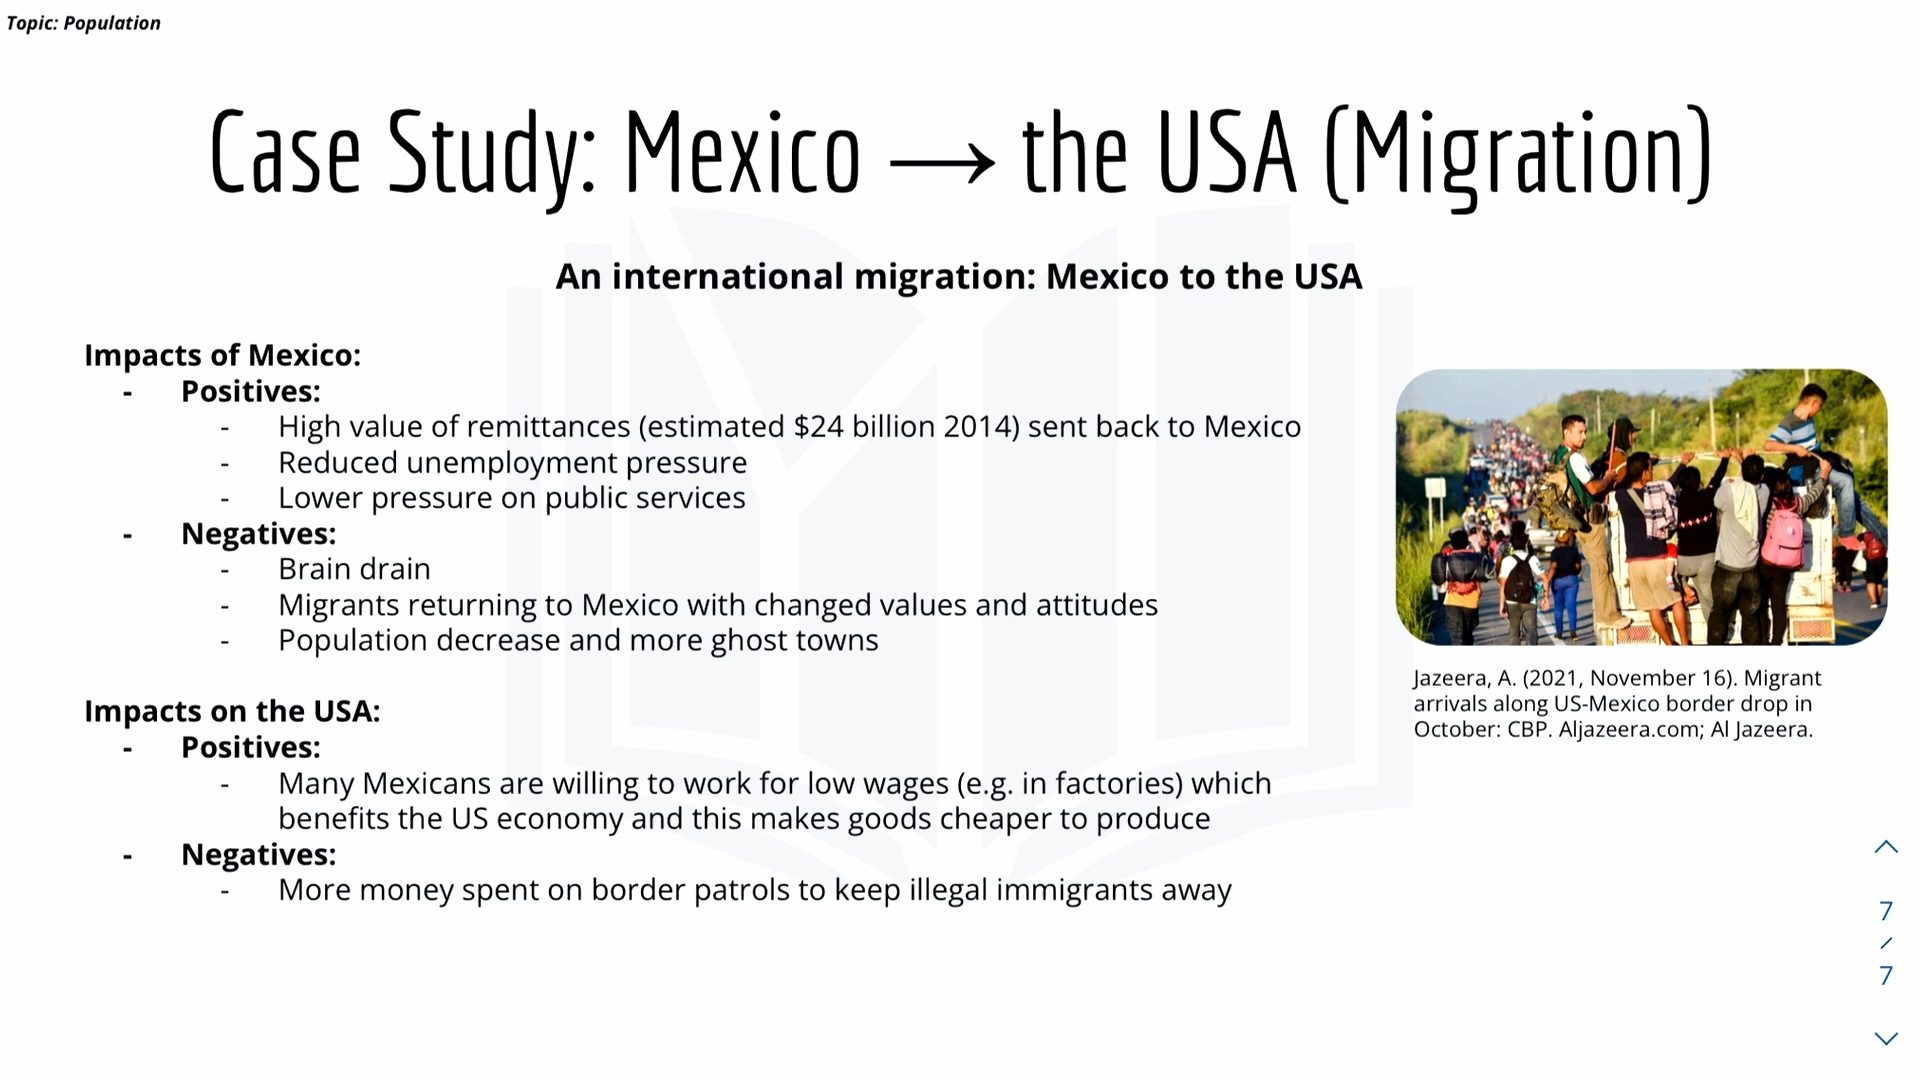 Topic: Population
Case Study: Mexico → the USA (Migration)
An international migration: Mexico to the USA
Impacts of Mexico:
- Positives:
- High value of remittances (estimated $24 billion 2014) sent back to Mexico
- Reduced unemployment pressure
- Lower pressure on public services
- Negatives:
- Brain drain
- Migrants returning to Mexico with changed values and attitudes
- Population decrease and more ghost towns
Impacts on the USA:
- Positives:
- Many Mexicans are willing to work for low wages (e.g. in factories) which
benefits the US economy and this makes goods cheaper to produce
- Negatives:
- More money spent on border patrols to keep illegal immigrants away
Jazeera, A. (2021, November 16). Migrant
arrivals along US-Mexico border drop in
October: CBP. Aljazeera.com; Al Jazeera.
7
/
7